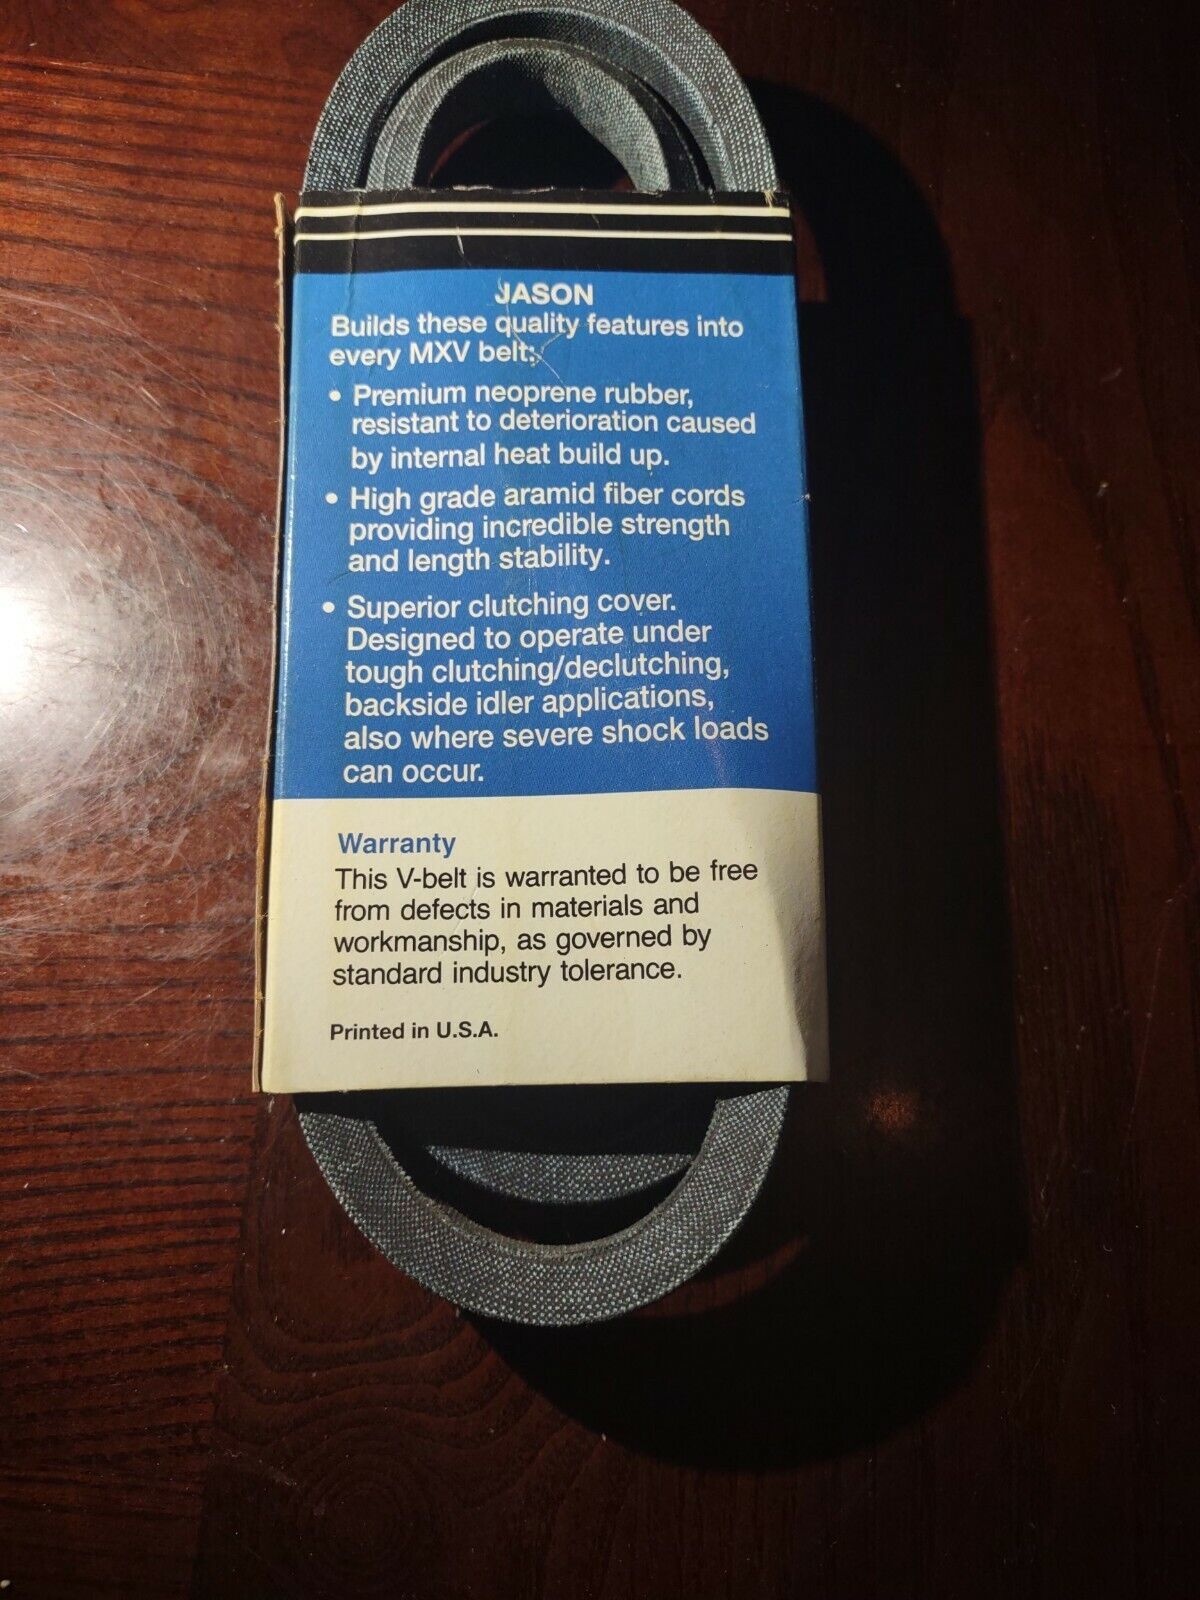 JASON
Builds these quality features into
every MXV belt:
• Premium neoprene rubber,
resistant to deterioration caused
by internal heat build up.
• High grade aramid fiber cords
providing incredible strength
and length stability.
• Superior clutching cover.
Designed to operate under
tough clutching/declutching,
backside idler applications,
also where severe shock loads
can occur.
Warranty
This V-belt is warranted to be free
from defects in materials and
workmanship, as governed by
standard industry tolerance.
Printed in U.S.A.